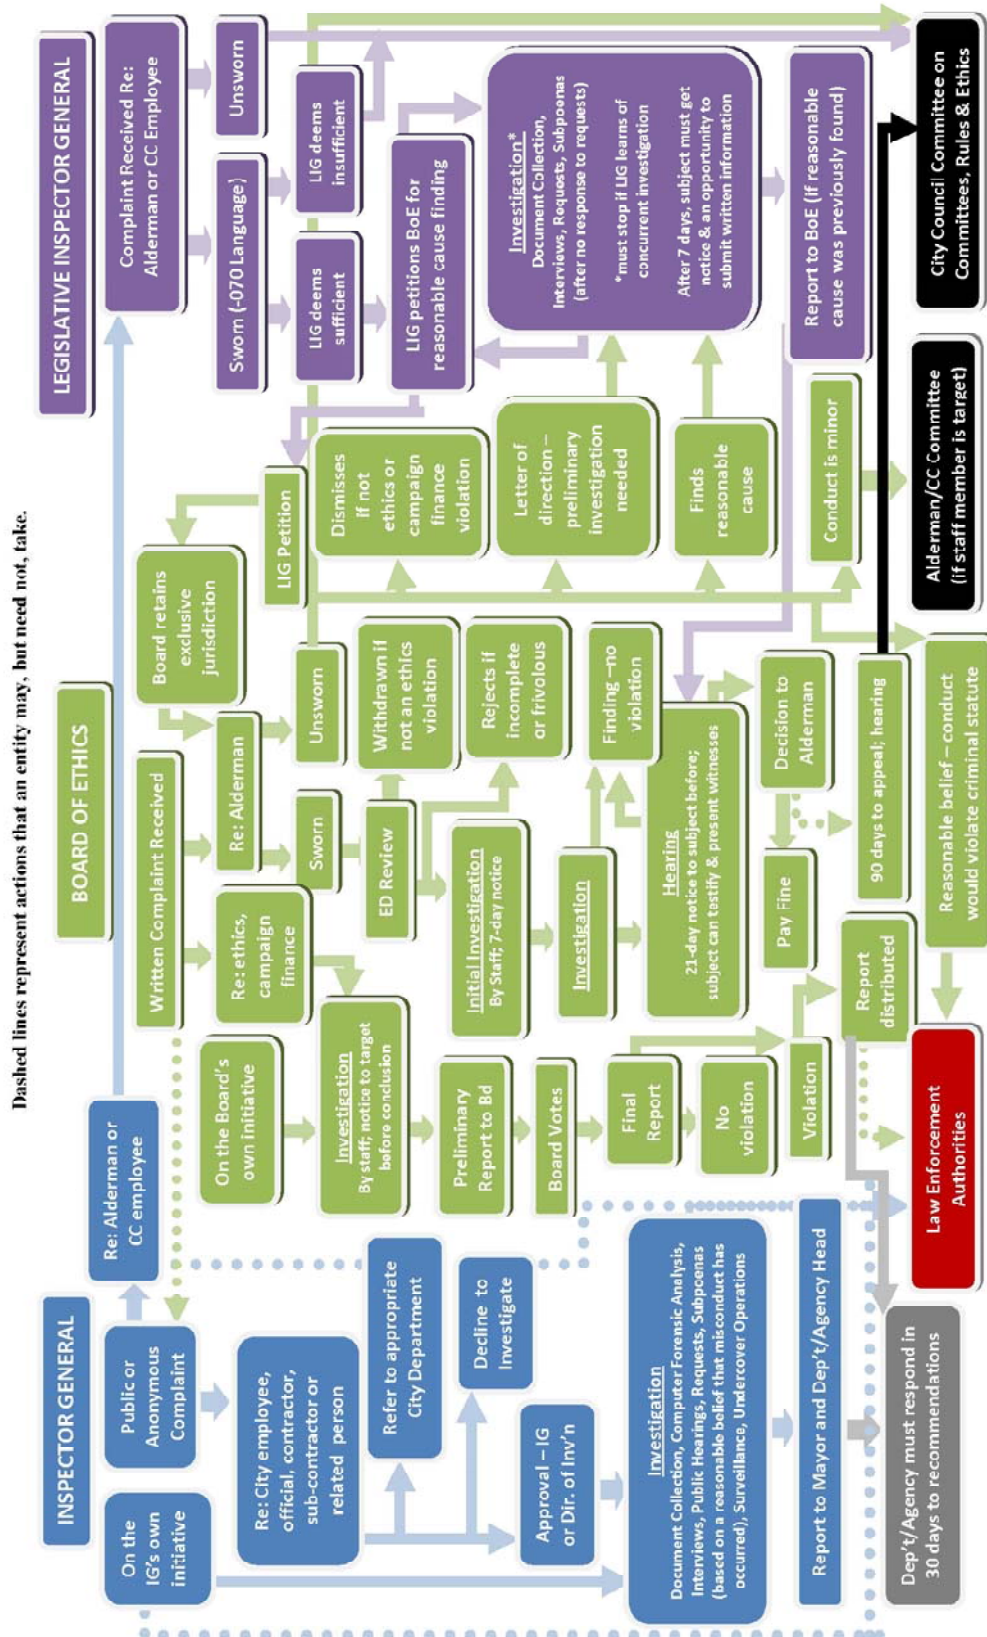 Dashed lines represent actions that an entity may, but need not, take.
INSPECTOR GENERAL
On the
IG's own
initiative
Public or
Anonymous
Complaint
Re: Alderman or
CC employee
Re: City employee,
official, contractor,
sub-contractor or
related person
Refer to appropriate
City Department
Decline to
Investigate
Approval – IG
or Dir. of Inv'n
Investigation
Document Collection, Computer Forensic Analysis,
Interviews, Public Hearings, Requests, Subpoenas
(based on a reasonable belief that misconduct has
occurred), Surveillance, Undercover Operations
Report to Mayor and Dep't/Agency Head
Dep't/Agency must respond in
30 days to recommendations
BOARD OF ETHICS
On the Board's
own initiative
Written Complaint Received
Re: ethics,
campaign
finance
Re: Alderman
Board retains
exclusive
jurisdiction
LIG Petition
Sworn
Unsworn
Investigation
By staff; notice to target
before conclusion
ED Review
Withdrawn if
not an ethics
violation
Dismisses
if not
ethics or
campaign
finance
violation
Preliminary
Report to Bd
Initial Investigation
By Staff; 7-day notice
Rejects if
incomplete
or frivolous
Letter of
direction –
preliminary
investigation
needed
Board Votes
Investigation
Finding – no
violation
Finds
reasonable
cause
Final
Report
Hearing
21-day notice to subject before;
subject can testify & present witnesses
No
violation
Violation
Pay Fine
Decision to
Alderman
Conduct is minor
Report
distributed
90 days to appeal; hearing
Reasonable belief – conduct
would violate criminal statute
Law Enforcement
Authorities
LEGISLATIVE INSPECTOR GENERAL
Complaint Received Re:
Alderman or CC Employee
Sworn (-070 Language)
Unsworn
LIG deems
sufficient
LIG deems
insufficient
LIG petitions BoE for
reasonable cause finding
Investigation*
Document Collection,
Interviews, Requests, Subpoenas
(after no response to requests)
*must stop if LIG learns of
concurrent investigation
After 7 days, subject must get
notice & an opportunity to
submit written information
Report to BoE (if reasonable
cause was previously found)
Alderman/CC Committee
(if staff member is target)
City Council Committee on
Committees, Rules & Ethics